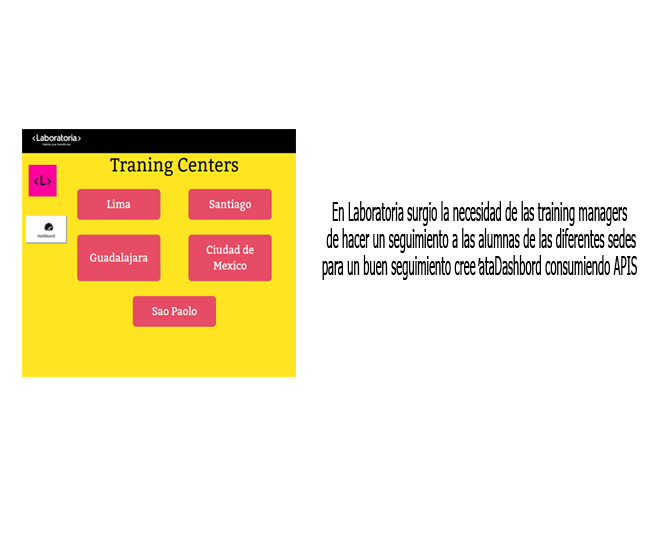 ‹Laboratoria›
Traning Centers
‹L›
Lima
Santiago
Dashboard
Guadalajara
Ciudad de
Mexico
Sao Paolo
En Laboratoria surgio la necesidad de las training managers
de hacer un seguimiento a las alumnas de las diferentes sedes
para un buen seguimiento cree ’ataDashbord consumiendo APIS